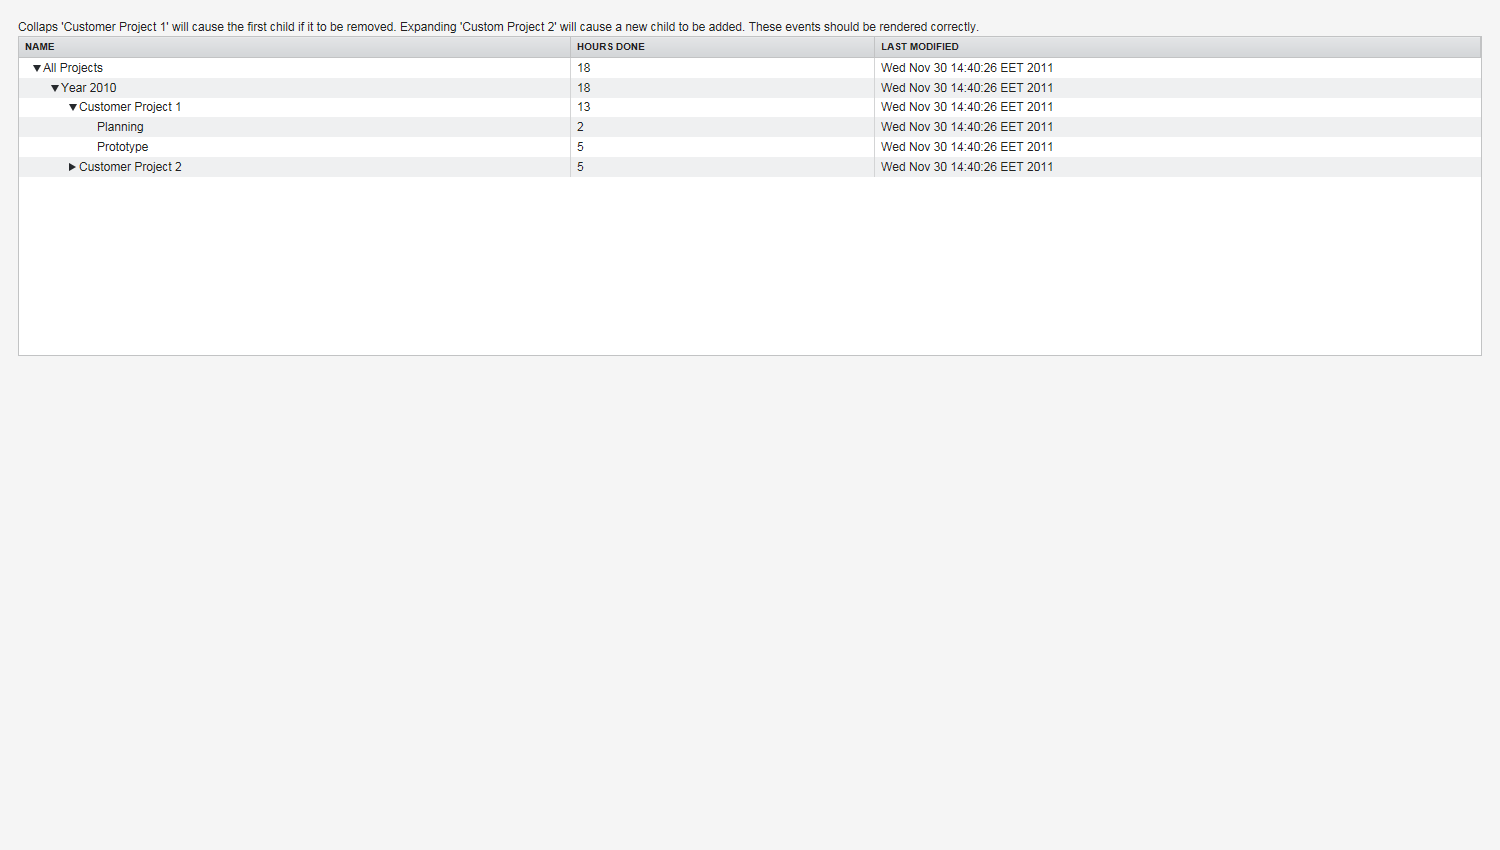 Collaps 'Customer Project 1' will cause the first child if it to be removed. Expanding 'Custom Project 2' will cause a new child to be added. These events should be rendered correctly.
NAME HOURS DONE LAST MODIFIED
All Projects 18 Wed Nov 30 14:40:26 EET 2011
Year 2010 18 Wed Nov 30 14:40:26 EET 2011
Customer Project 1 13 Wed Nov 30 14:40:26 EET 2011
Planning 2 Wed Nov 30 14:40:26 EET 2011
Prototype 5 Wed Nov 30 14:40:26 EET 2011
Customer Project 2 5 Wed Nov 30 14:40:26 EET 2011